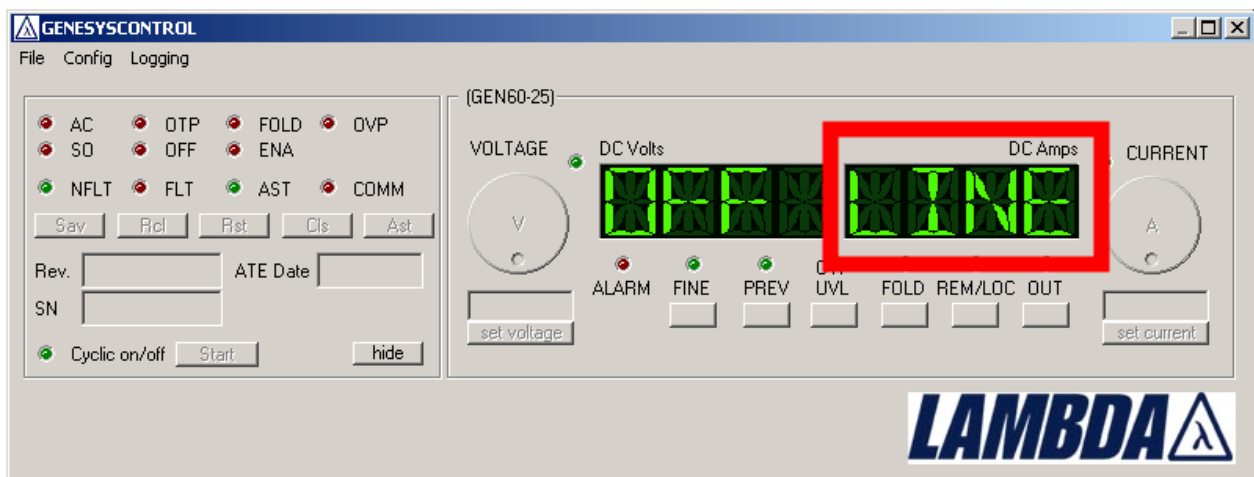 GENESYSCONTROL
File Config Logging
AC OTP FOLD OVP
SO OFF ENA
NFLT FLT AST COMM
Sav Rcl Rst Cls Ast
Rev. ATE Date
SN
Cyclic on/off Start hide
(GEN60-25)
VOLTAGE DC Volts DC Amps CURRENT
OFF LINE
V A
ALARM FINE PREV UVL FOLD REM/LOC OUT
set voltage set current
LAMBDA λ